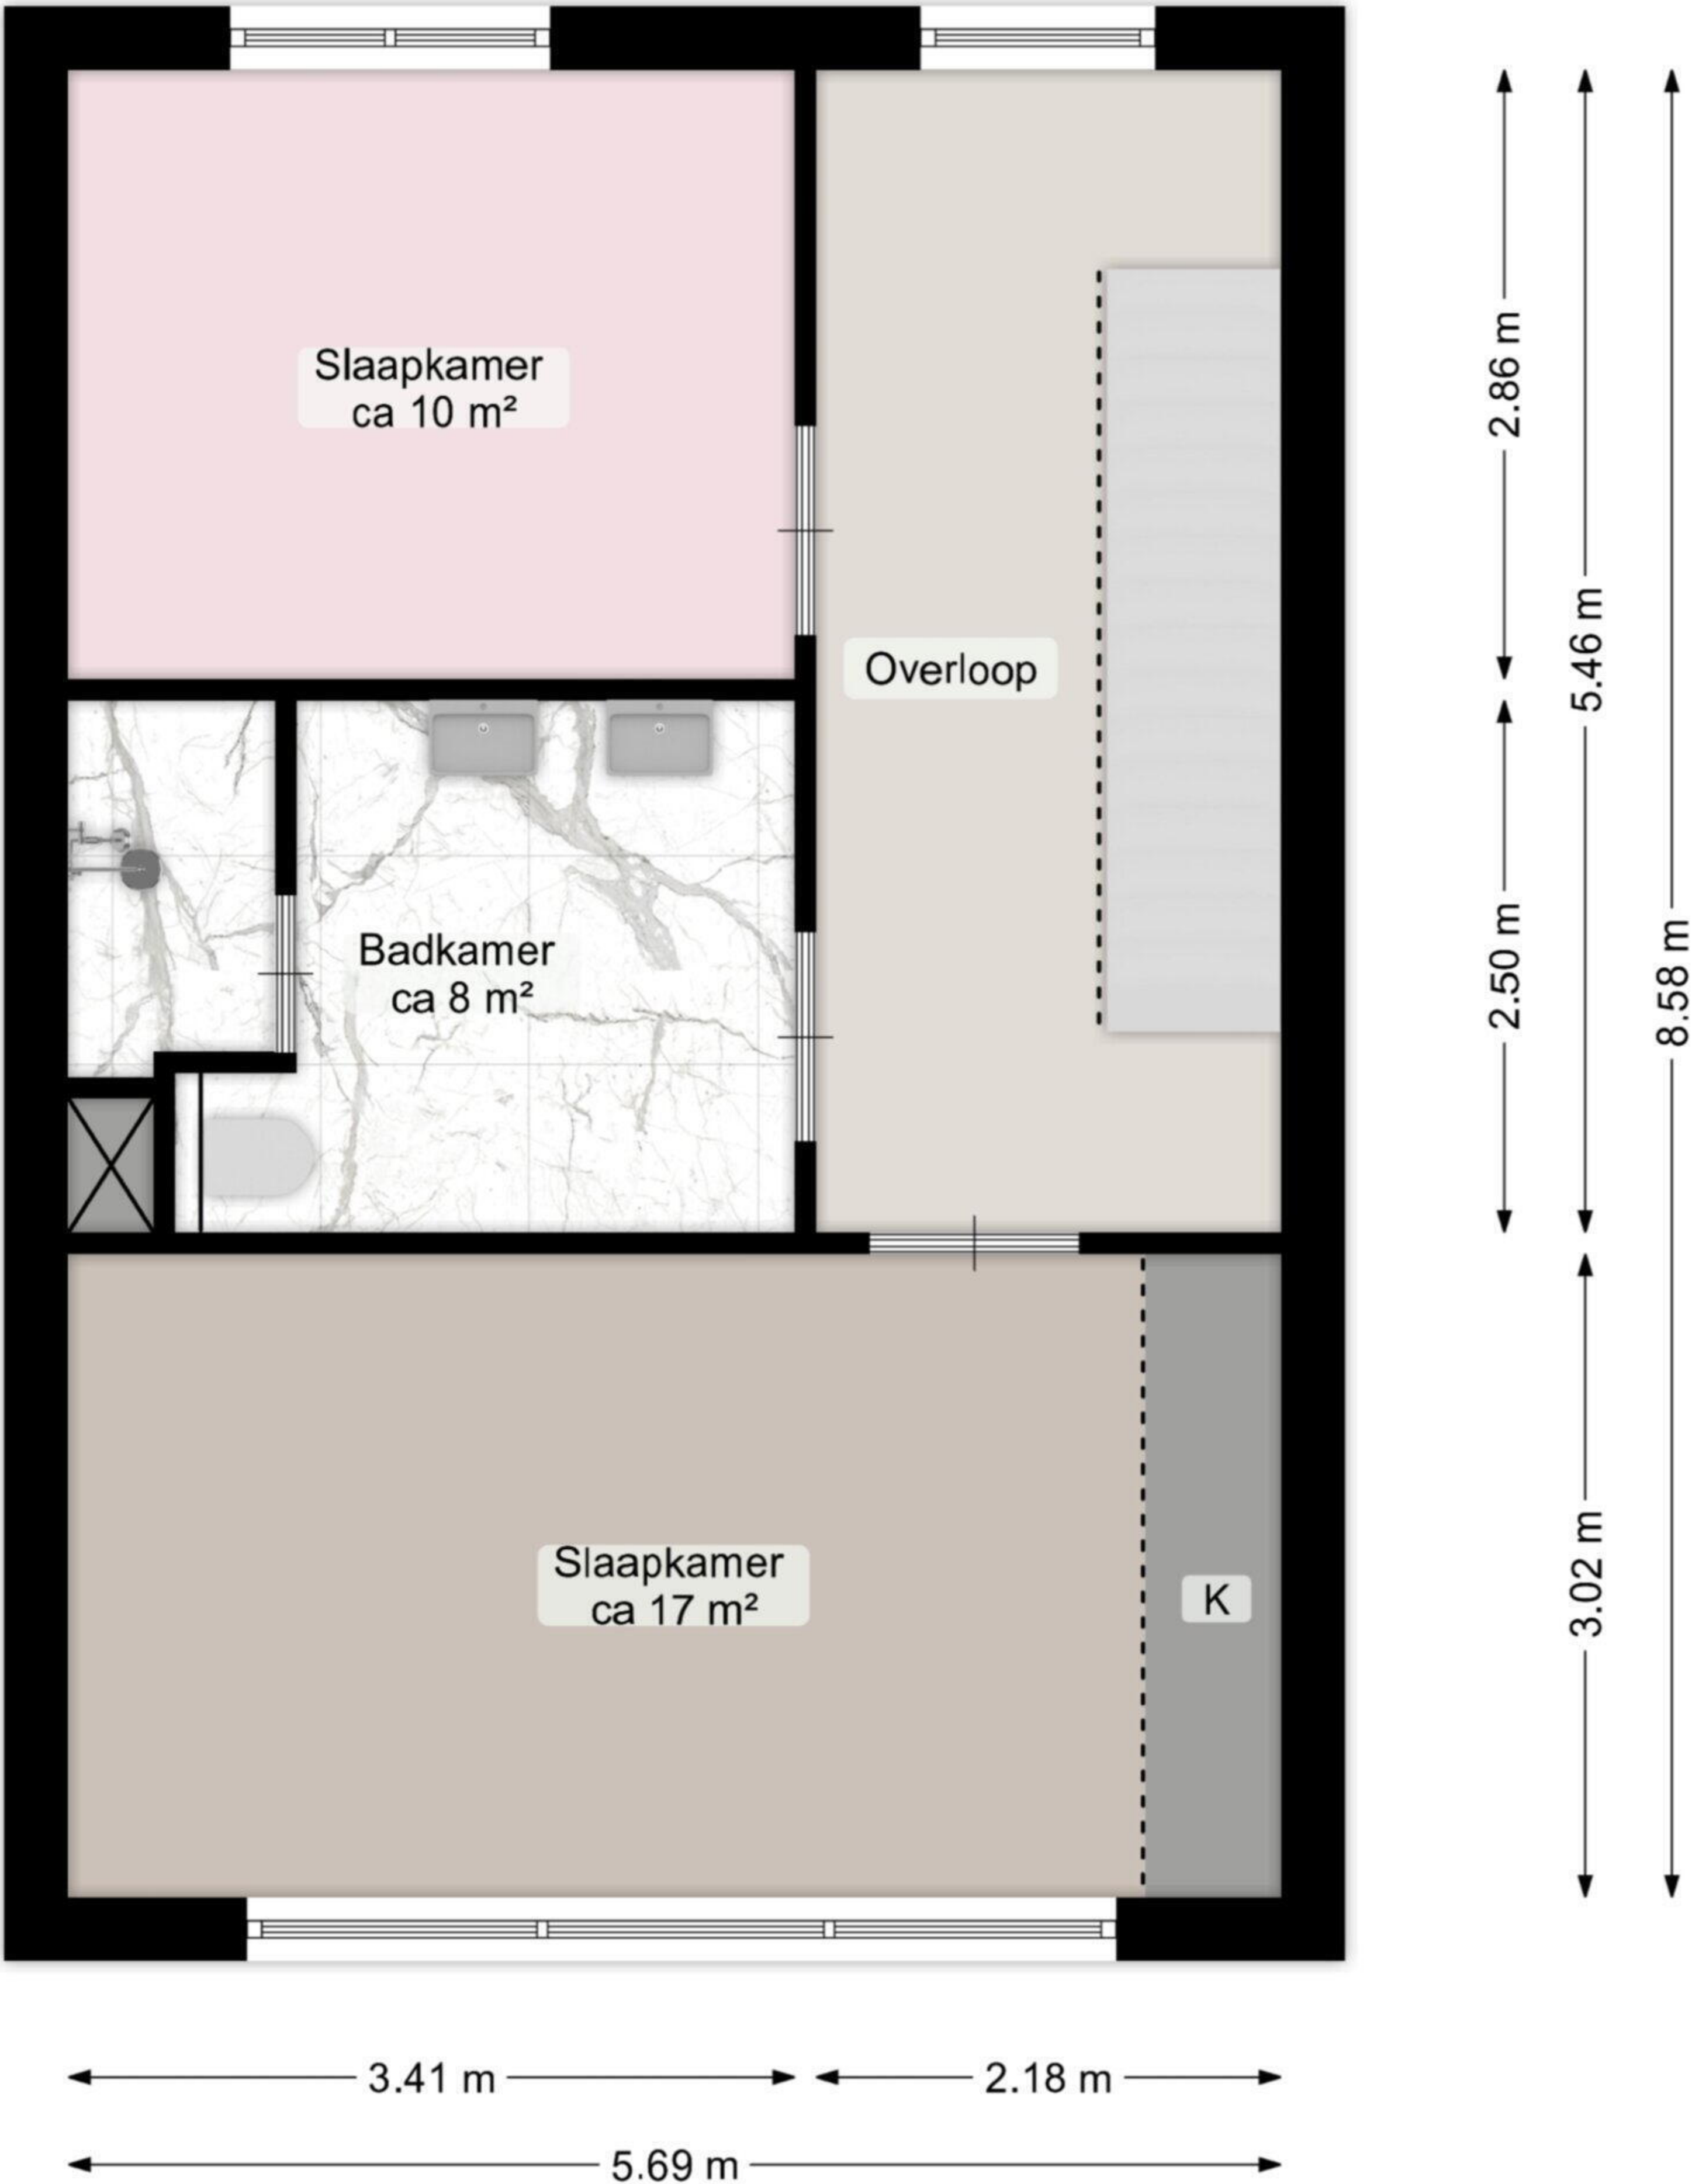 Slaapkamer
ca 10 m²
Overloop
Badkamer
ca 8 m²
Slaapkamer
ca 17 m²
K
2.86 m
5.46 m
2.50 m
8.58 m
3.02 m
3.41 m
2.18 m
5.69 m